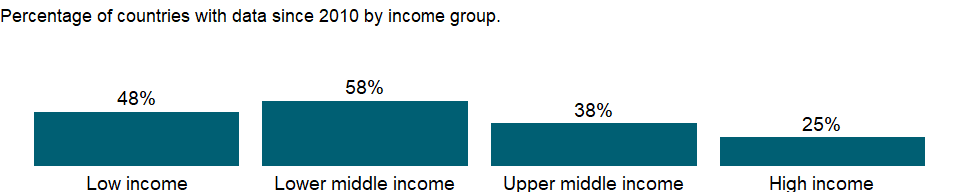 Percentage of countries with data since 2010 by income group.
58%
48%
38%
25%
Low income Lower middle income Upper middle income High income